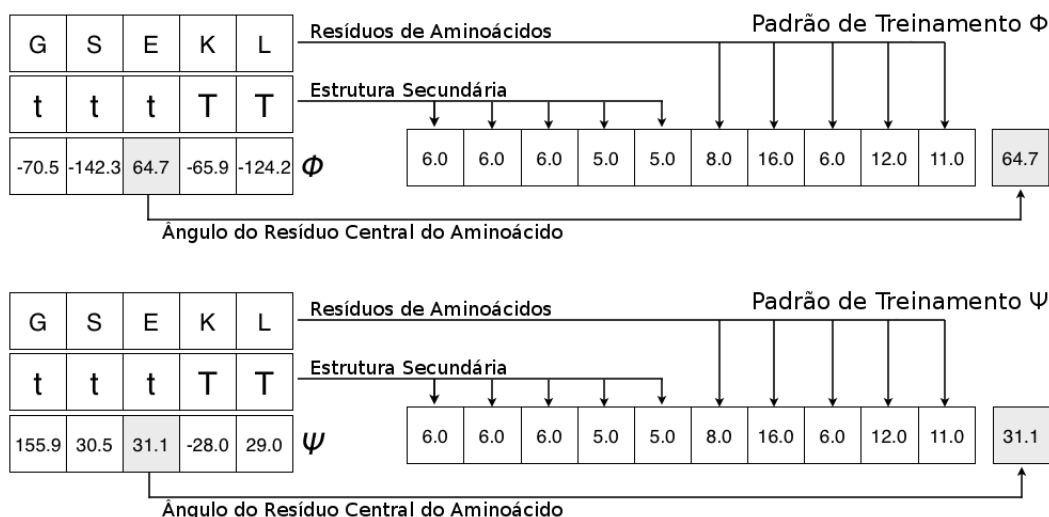 G S E K L
Resíduos de Aminoácidos
Padrão de Treinamento Φ
t t t T T
Estrutura Secundária
-70.5 -142.3 64.7 -65.9 -124.2 Φ
6.0 6.0 6.0 5.0 5.0 8.0 16.0 6.0 12.0 11.0 64.7
Ângulo do Resíduo Central do Aminoácido
G S E K L
Resíduos de Aminoácidos
Padrão de Treinamento Ψ
t t t T T
Estrutura Secundária
155.9 30.5 31.1 -28.0 29.0 Ψ
6.0 6.0 6.0 5.0 5.0 8.0 16.0 6.0 12.0 11.0 31.1
Ângulo do Resíduo Central do Aminoácido